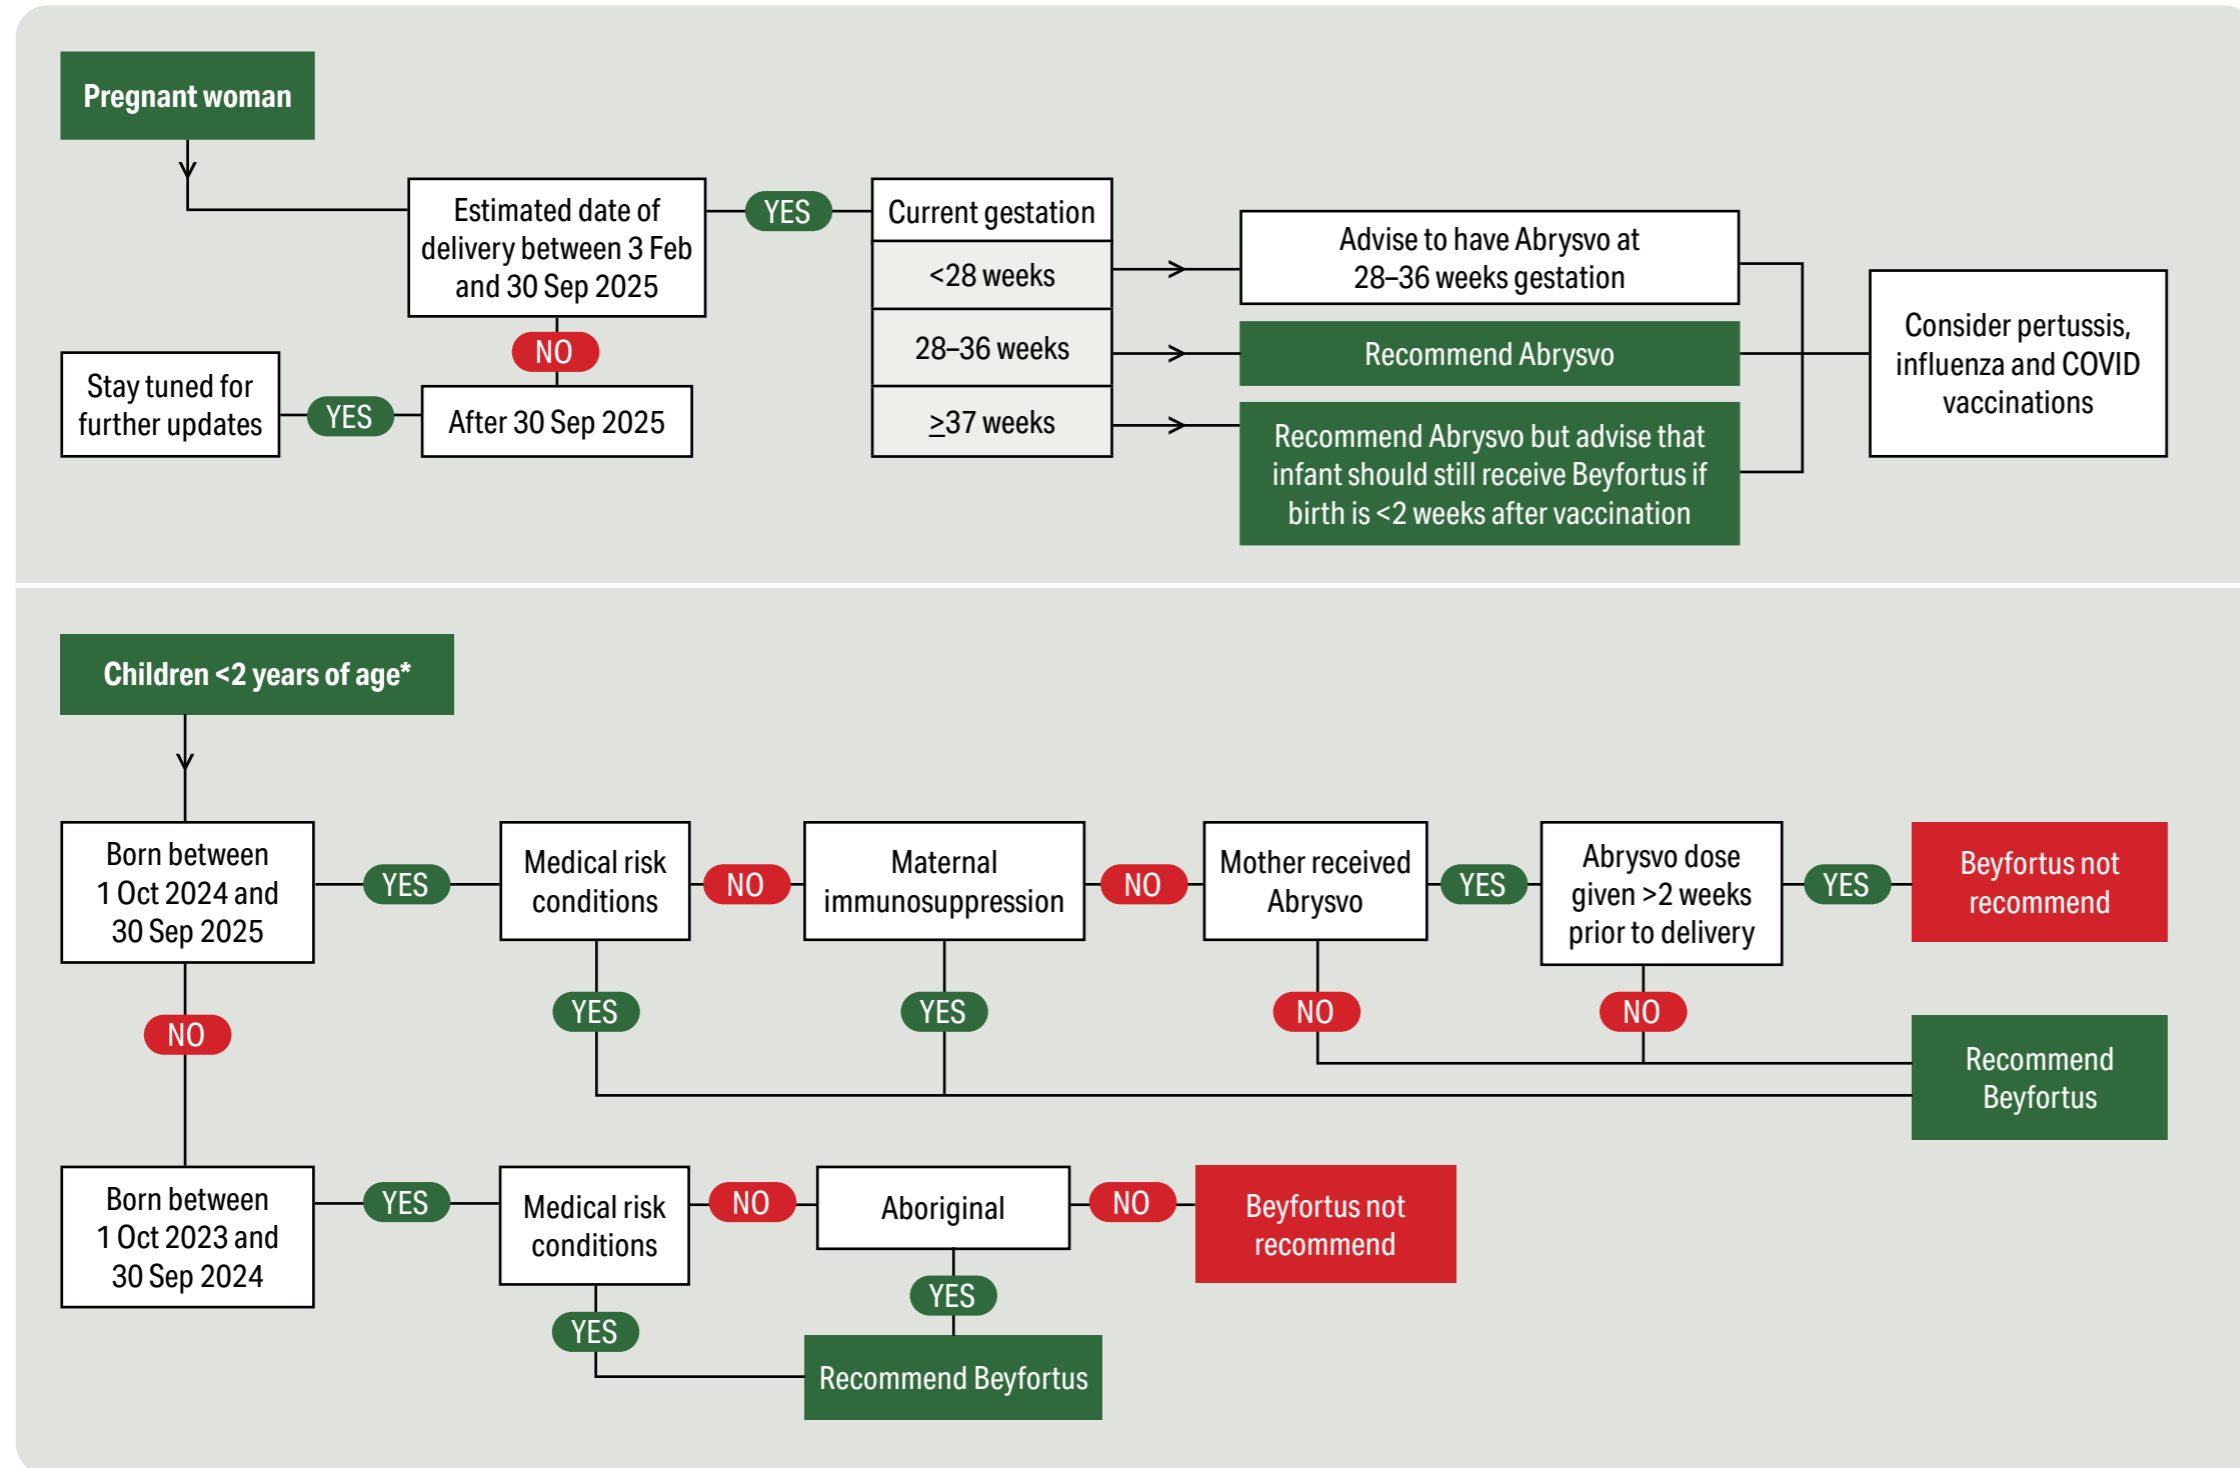 Pregnant woman
Estimated date of
delivery between 3 Feb
and 30 Sep 2025
YES
Current gestation
<28 weeks
28–36 weeks
≥37 weeks
Advise to have Abrysvo at
28–36 weeks gestation
Recommend Abrysvo
Recommend Abrysvo but advise that
infant should still receive Beyfortus if
birth is <2 weeks after vaccination
Consider pertussis,
influenza and COVID
vaccinations
NO
After 30 Sep 2025
YES
Stay tuned for
further updates
Children <2 years of age*
Born between
1 Oct 2024 and
30 Sep 2025
YES
Medical risk
conditions
NO
Maternal
immunosuppression
NO
Mother received
Abrysvo
YES
Abrysvo dose
given >2 weeks
prior to delivery
YES
Beyfortus not
recommend
NO
YES
YES
NO
NO
Recommend
Beyfortus
Born between
1 Oct 2023 and
30 Sep 2024
YES
Medical risk
conditions
NO
Aboriginal
NO
Beyfortus not
recommend
YES
YES
Recommend Beyfortus